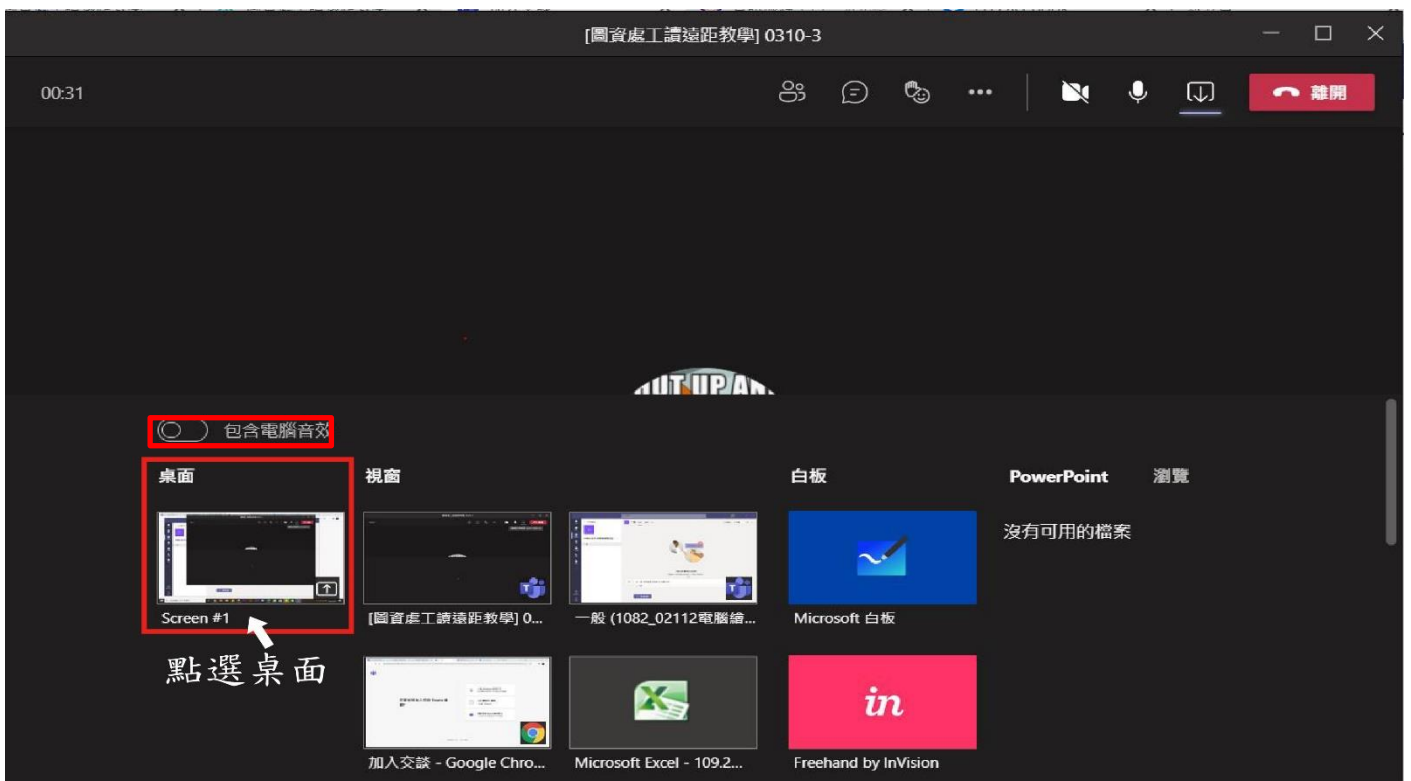 [圖資處工讀遠距教學] 0310-3
00:31
離開
包含電腦音效
桌面
視窗
白板
PowerPoint
瀏覽
沒有可用的檔案
Screen #1
[圖資處工讀遠距教學] 0...
一般 (1082_02112電腦繪...
Microsoft 白板
點選桌面
in
加入交談 - Google Chro...
Microsoft Excel - 109.2...
Freehand by InVision